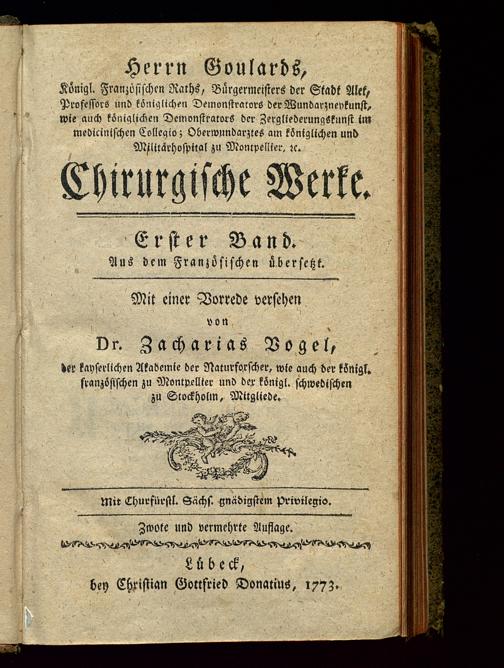 Herrn Goulards,
Königl. Französischen Raths, Bürgermeisters der Stadt Alet,
Professors und königlichen Demonstrators der Wundarzneykunst,
wie auch königlichen Demonstrators der Zergliederungskunst im
medicinischen Collegio; Oberwundarztes am königlichen und
Militärhospital zu Montpellier, ꝛc.
Chirurgische Werke.
Erster Band.
Aus dem Französischen übersetzt.
Mit einer Vorrede versehen
von
Dr. Zacharias Vogel,
der kayserlichen Akademie der Naturforscher, wie auch der königl.
französischen zu Montpellier und der königl. schwedischen
zu Stockholm, Mitgliede.
Mit Churfürstl. Sächs. gnädigstem Privilegio.
Zwote und vermehrte Auflage.
Lübeck,
bey Christian Gottfried Donatius, 1773.